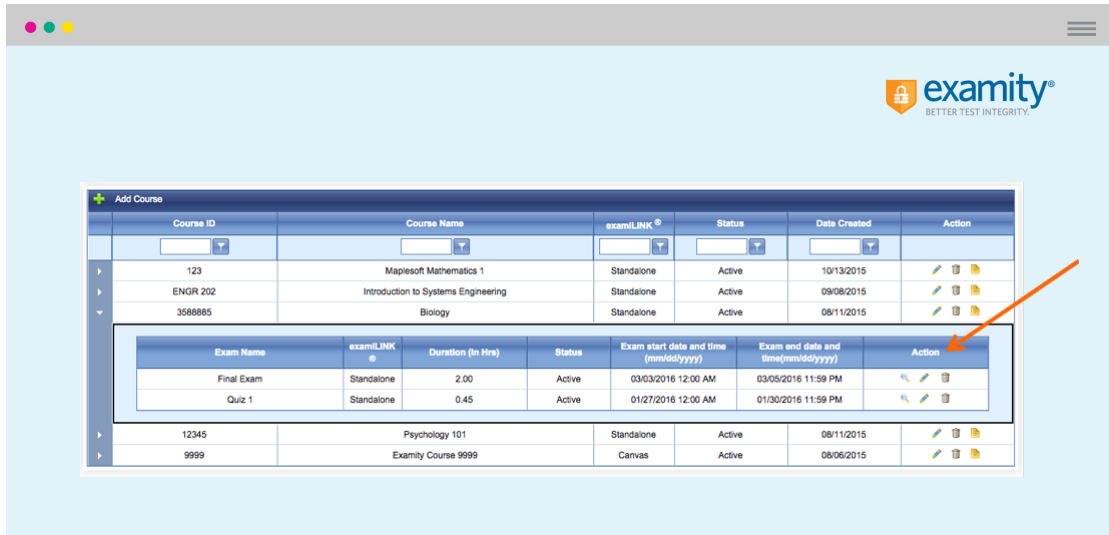 examity®
BETTER TEST INTEGRITY.
Add Course
Course ID Course Name examiLINK ® Status Date Created Action
123 Maplesoft Mathematics 1 Standalone Active 10/13/2015
ENGR 202 Introduction to Systems Engineering Standalone Active 09/08/2015
3588885 Biology Standalone Active 08/11/2015
Exam Name examiLINK ® Duration (In Hrs) Status Exam start date and time (mm/dd/yyyy) Exam end date and time(mm/dd/yyyy) Action
Final Exam Standalone 2.00 Active 03/03/2016 12:00 AM 03/05/2016 11:59 PM
Quiz 1 Standalone 0.45 Active 01/27/2016 12:00 AM 01/30/2016 11:59 PM
12345 Psychology 101 Standalone Active 08/11/2015
9999 Examity Course 9999 Canvas Active 08/06/2015